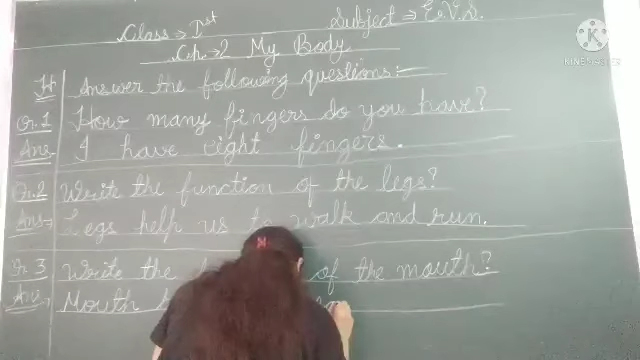 Class ⇒ Ist Subject ⇒ E.V.S.
Ch.⇒2 My Body
Answer the following questions:-
Q.1 How many fingers do you have?
Ans I have eight fingers.
Q.2 Write the function of the legs?
Ans⇒ Legs help us to walk and run.
Q.3 Write the of the mouth?
Ans⇒ Mouth
KINEMASTER